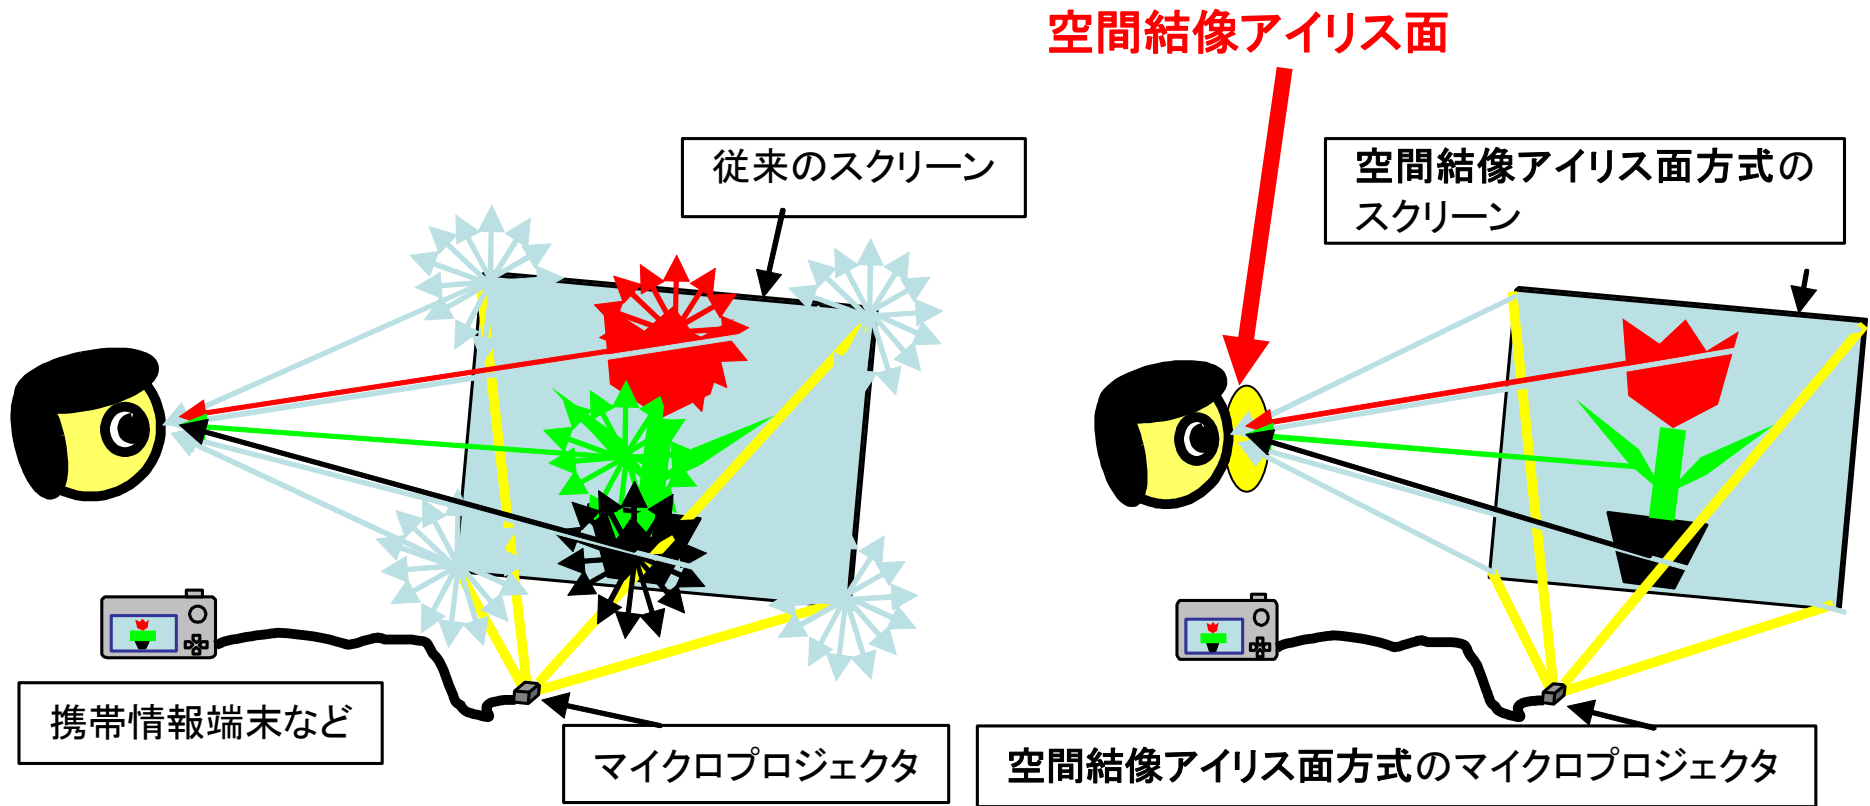 空間結像アイリス面
従来のスクリーン
空間結像アイリス面方式の
スクリーン
携帯情報端末など
マイクロプロジェクタ
空間結像アイリス面方式のマイクロプロジェクタ